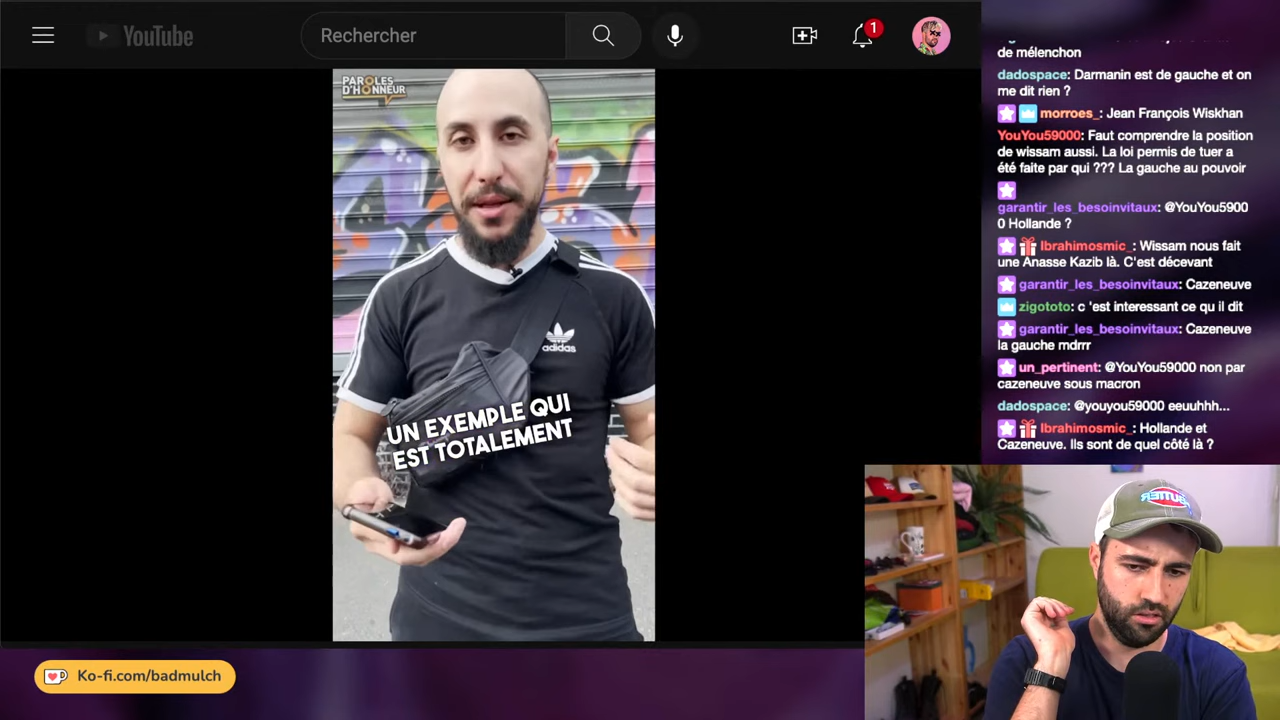 YouTube
Rechercher
1
PAROLES
D'HONNEUR
adidas
UN EXEMPLE QUI
EST TOTALEMENT
Ko-fi.com/badmulch
de mélenchon
dadospace: Darmanin est de gauche et on
me dit rien ?
morroes_: Jean François Wiskhan
YouYou59000: Faut comprendre la position
de wissam aussi. La loi permis de tuer a
été faite par qui ??? La gauche au pouvoir
garantir_les_besoinvitaux: @YouYou5900
0 Hollande ?
Ibrahimosmic_: Wissam nous fait
une Anasse Kazib là. C'est décevant
garantir_les_besoinvitaux: Cazeneuve
zigototo: c 'est interessant ce qu il dit
garantir_les_besoinvitaux: Cazeneuve
la gauche mdrrr
un_pertinent: @YouYou59000 non par
cazeneuve sous macron
dadospace: @youyou59000 eeuuhhh...
Ibrahimosmic_: Hollande et
Cazeneuve. Ils sont de quel côté là ?